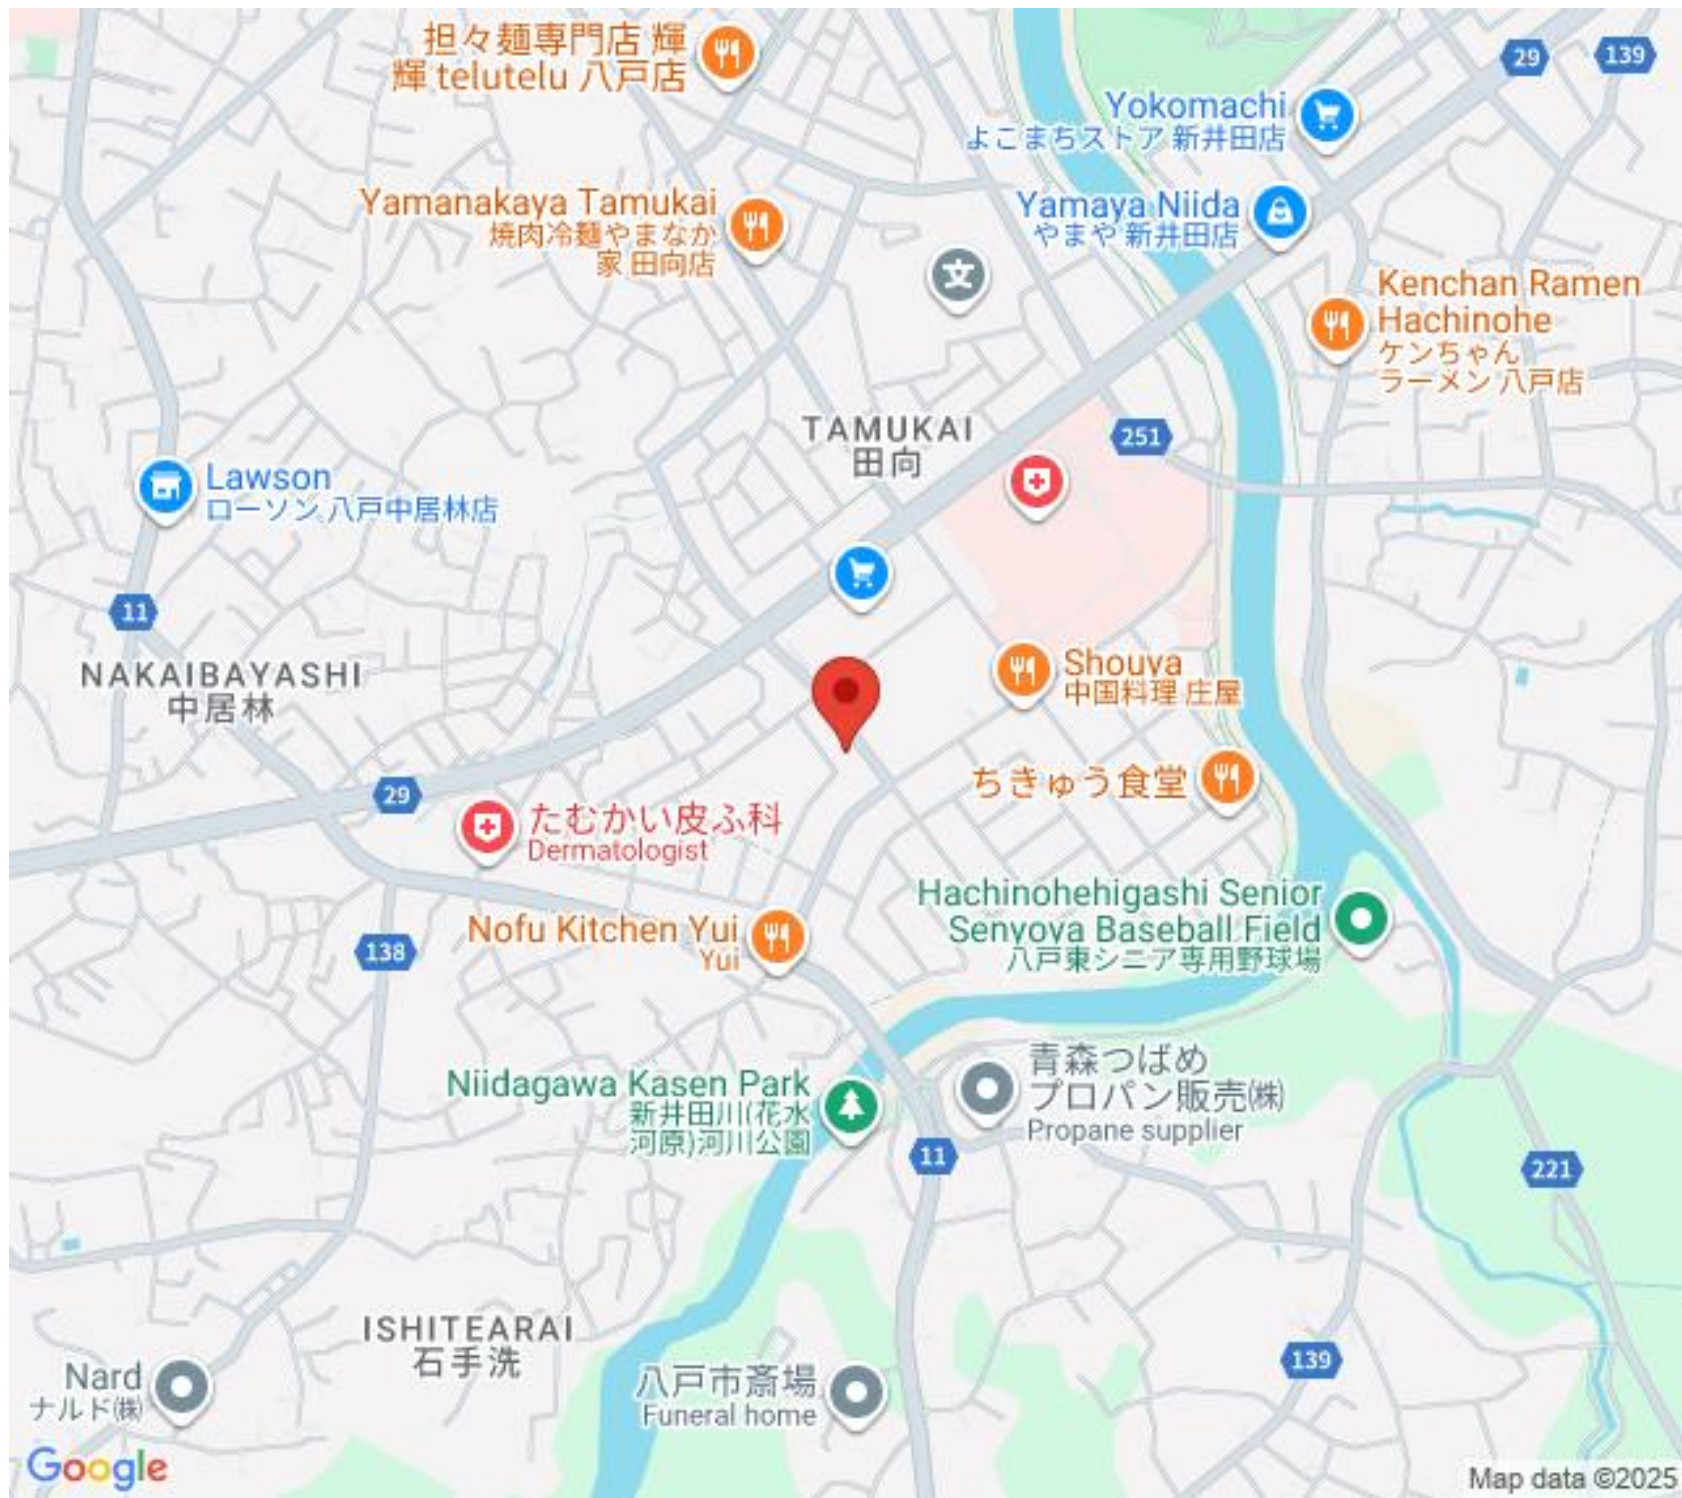 担々麺専門店 輝
輝 telutelu 八戸店
29
139
Yokomachi
よこまちストア 新井田店
Yamanakaya Tamukai
焼肉冷麺やまなか
家 田向店
Yamaya Niida
やまや 新井田店
文
Kenchan Ramen
Hachinohe
ケンちゃん
ラーメン 八戸店
TAMUKAI
田向
251
Lawson
ローソン 八戸中居林店
11
NAKAIBAYASHI
中居林
Shouya
中国料理 庄屋
29
ちきゅう食堂
たむかい皮ふ科
Dermatologist
Hachinohehigashi Senior
Senyova Baseball Field
八戸東シニア専用野球場
Nofu Kitchen Yui
Yui
138
青森つばめ
プロパン販売㈱
Propane supplier
Niidagawa Kasen Park
新井田川(花水
河原)河川公園
11
221
ISHITEARAI
石手洗
139
Nard
ナルド㈱
八戸市斎場
Funeral home
Google
Map data ©2025